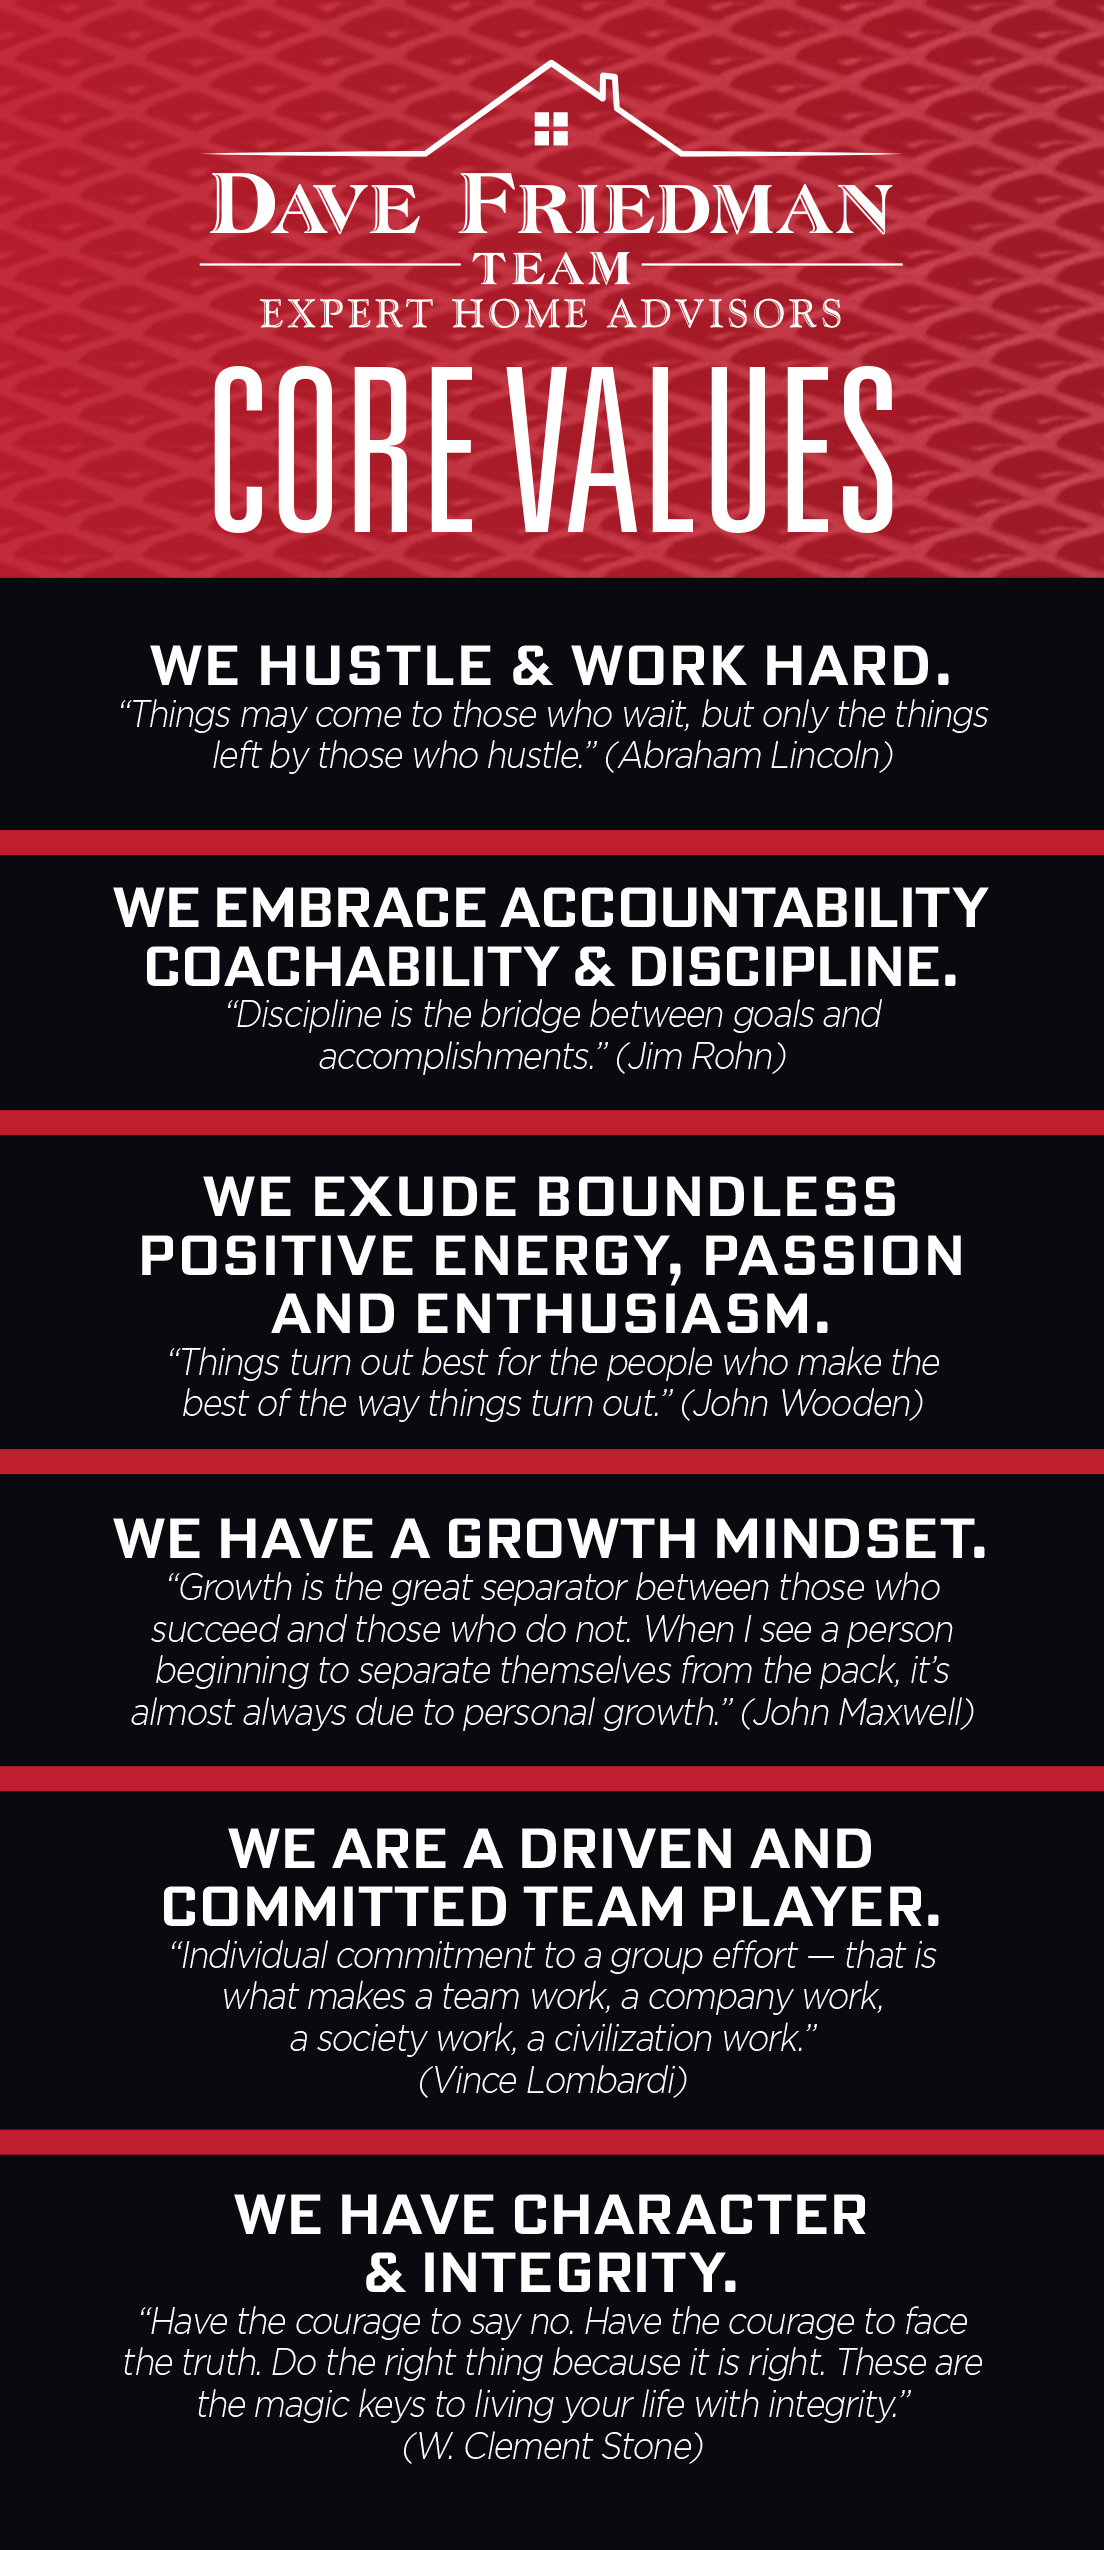 DAVE FRIEDMAN
TEAM
EXPERT HOME ADVISORS
CORE VALUES
WE HUSTLE & WORK HARD.
“Things may come to those who wait, but only the things
left by those who hustle.” (Abraham Lincoln)
WE EMBRACE ACCOUNTABILITY
COACHABILITY & DISCIPLINE.
“Discipline is the bridge between goals and
accomplishments.” (Jim Rohn)
WE EXUDE BOUNDLESS
POSITIVE ENERGY, PASSION
AND ENTHUSIASM.
“Things turn out best for the people who make the
best of the way things turn out.” (John Wooden)
WE HAVE A GROWTH MINDSET.
“Growth is the great separator between those who
succeed and those who do not. When I see a person
beginning to separate themselves from the pack, it’s
almost always due to personal growth.” (John Maxwell)
WE ARE A DRIVEN AND
COMMITTED TEAM PLAYER.
“Individual commitment to a group effort — that is
what makes a team work, a company work,
a society work, a civilization work.”
(Vince Lombardi)
WE HAVE CHARACTER
& INTEGRITY.
“Have the courage to say no. Have the courage to face
the truth. Do the right thing because it is right. These are
the magic keys to living your life with integrity.”
(W. Clement Stone)